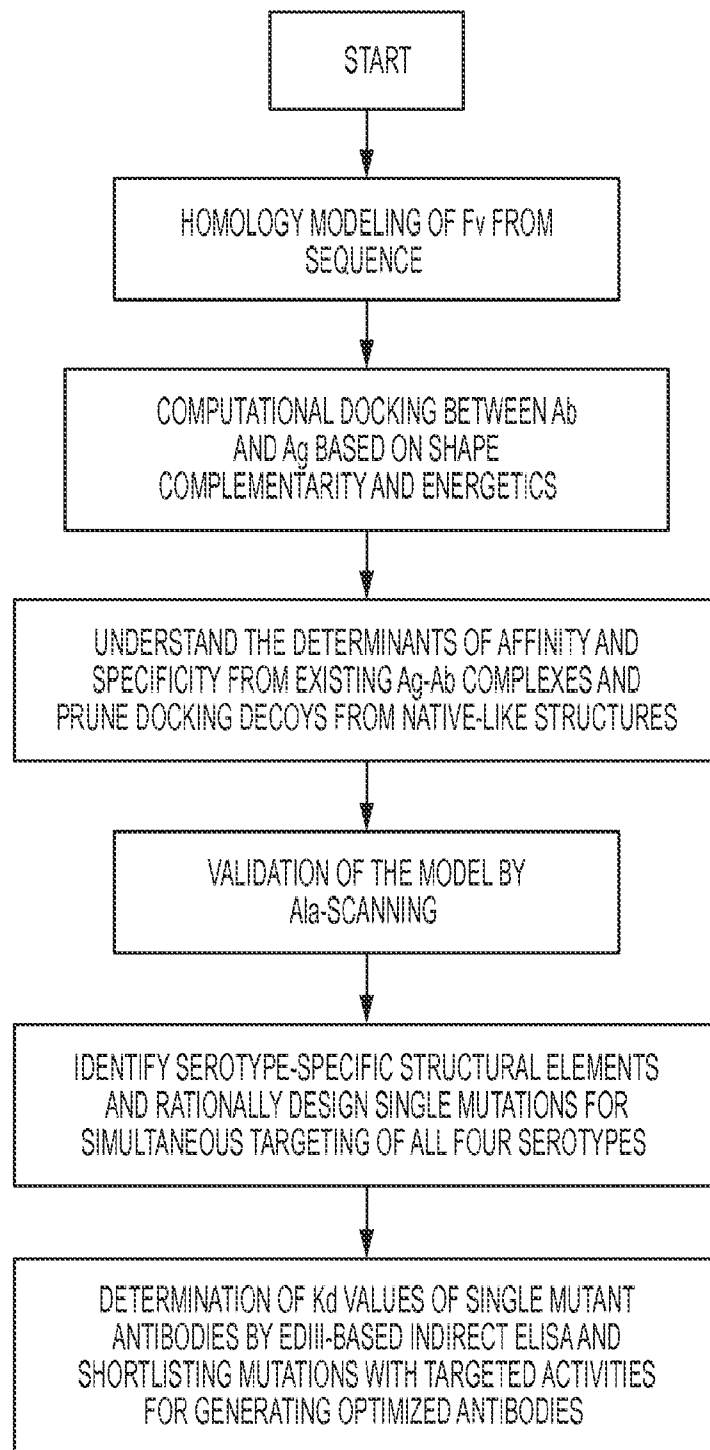 START
HOMOLOGY MODELING OF Fv FROM
SEQUENCE
COMPUTATIONAL DOCKING BETWEEN Ab
AND Ag BASED ON SHAPE
COMPLEMENTARITY AND ENERGETICS
UNDERSTAND THE DETERMINANTS OF AFFINITY AND
SPECIFICITY FROM EXISTING Ag-Ab COMPLEXES AND
PRUNE DOCKING DECOYS FROM NATIVE-LIKE STRUCTURES
VALIDATION OF THE MODEL BY
Ala-SCANNING
IDENTIFY SEROTYPE-SPECIFIC STRUCTURAL ELEMENTS
AND RATIONALLY DESIGN SINGLE MUTATIONS FOR
SIMULTANEOUS TARGETING OF ALL FOUR SEROTYPES
DETERMINATION OF Kd VALUES OF SINGLE MUTANT
ANTIBODIES BY EDIII-BASED INDIRECT ELISA AND
SHORTLISTING MUTATIONS WITH TARGETED ACTIVITIES
FOR GENERATING OPTIMIZED ANTIBODIES